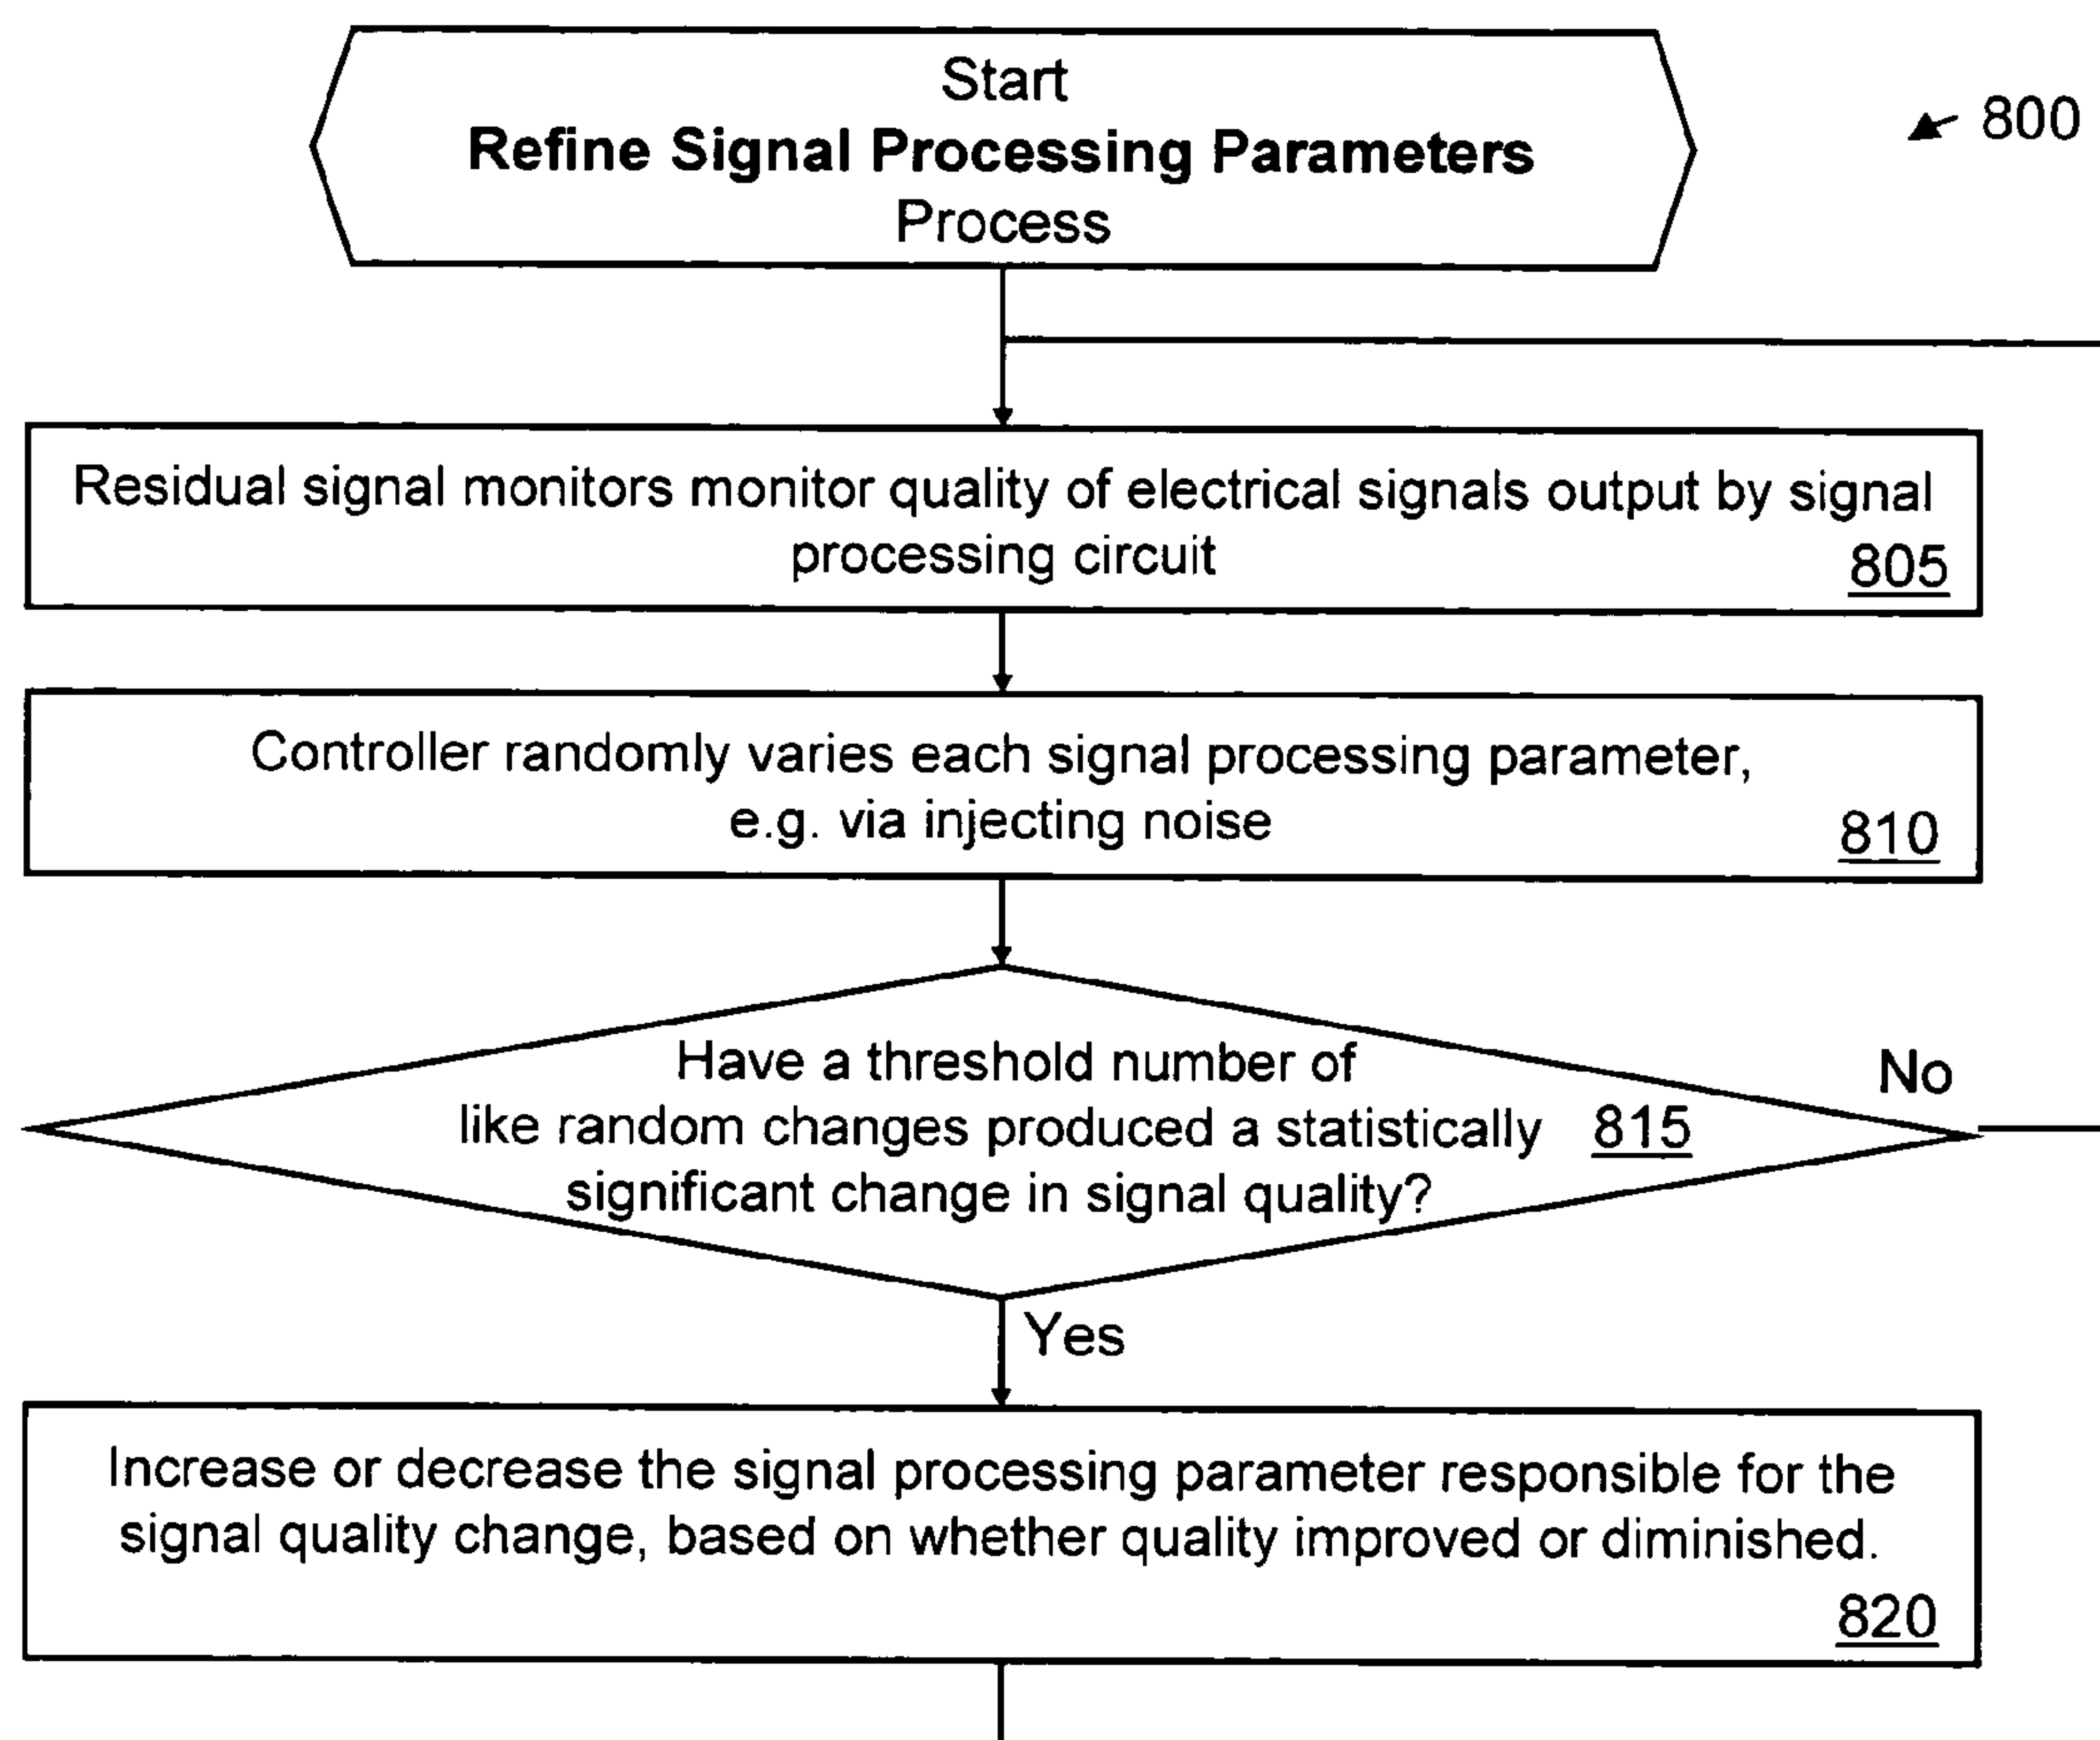 Start
Refine Signal Processing Parameters
Process
800
Residual signal monitors monitor quality of electrical signals output by signal
processing circuit
805
Controller randomly varies each signal processing parameter,
e.g. via injecting noise
810
Have a threshold number of
like random changes produced a statistically
815
significant change in signal quality?
No
Yes
Increase or decrease the signal processing parameter responsible for the
signal quality change, based on whether quality improved or diminished.
820